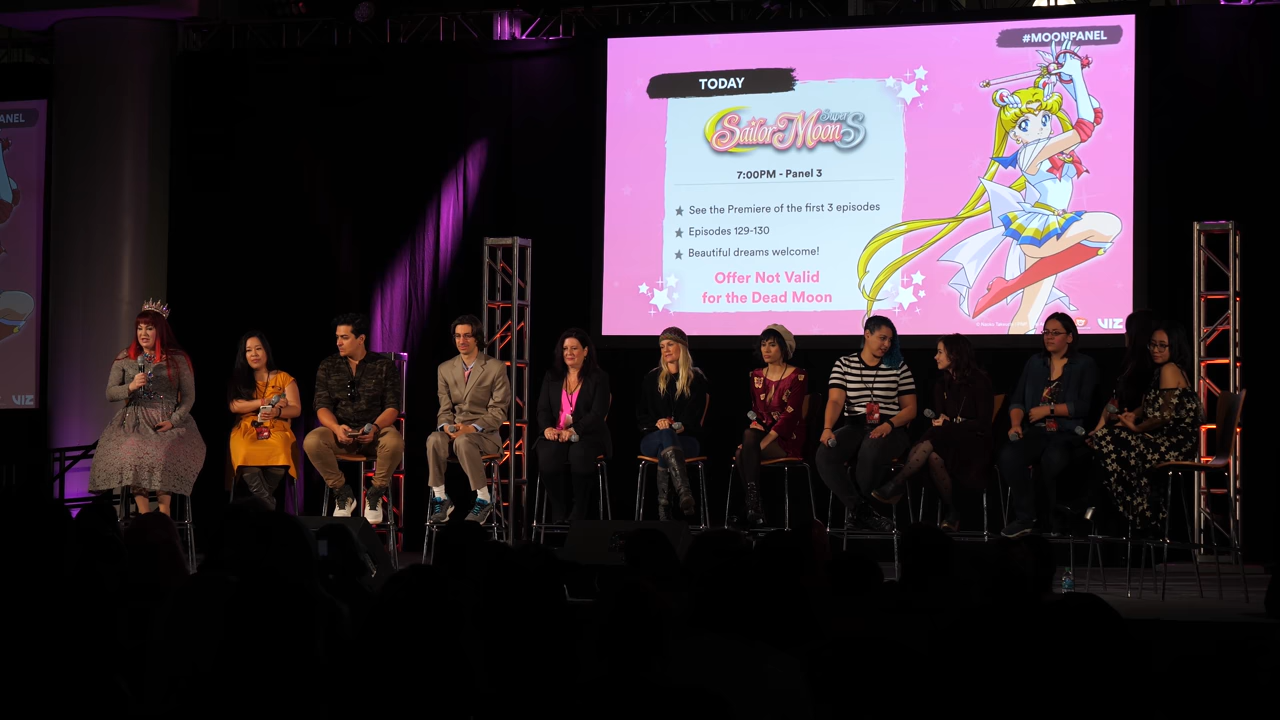 ANEL
VIZ
#MOONPANEL
TODAY
Sailor Moon Super S
7:00PM - Panel 3
See the Premiere of the first 3 episodes
Episodes 129-130
Beautiful dreams welcome!
Offer Not Valid
for the Dead Moon
VIZ